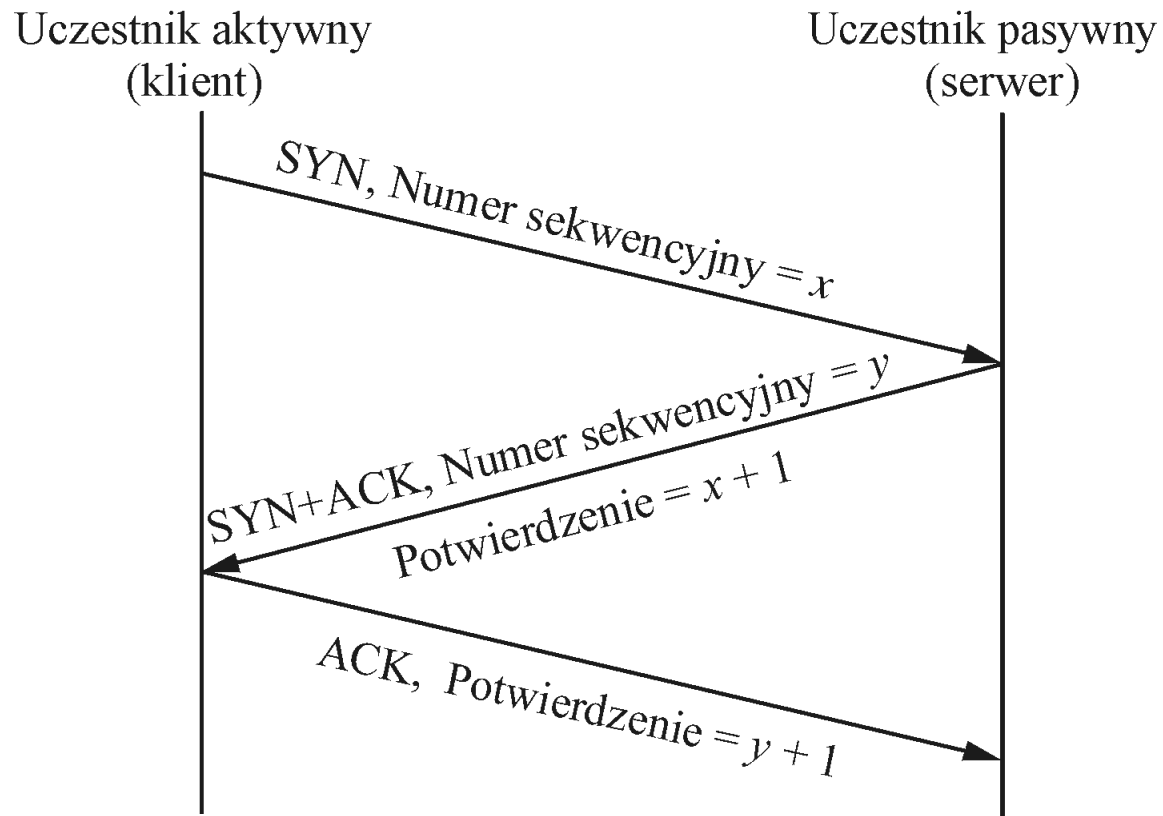 Uczestnik aktywny
(klient)
Uczestnik pasywny
(serwer)
SYN, Numer sekwencyjny = x
SYN+ACK, Numer sekwencyjny = y
Potwierdzenie = x + 1
ACK, Potwierdzenie = y + 1